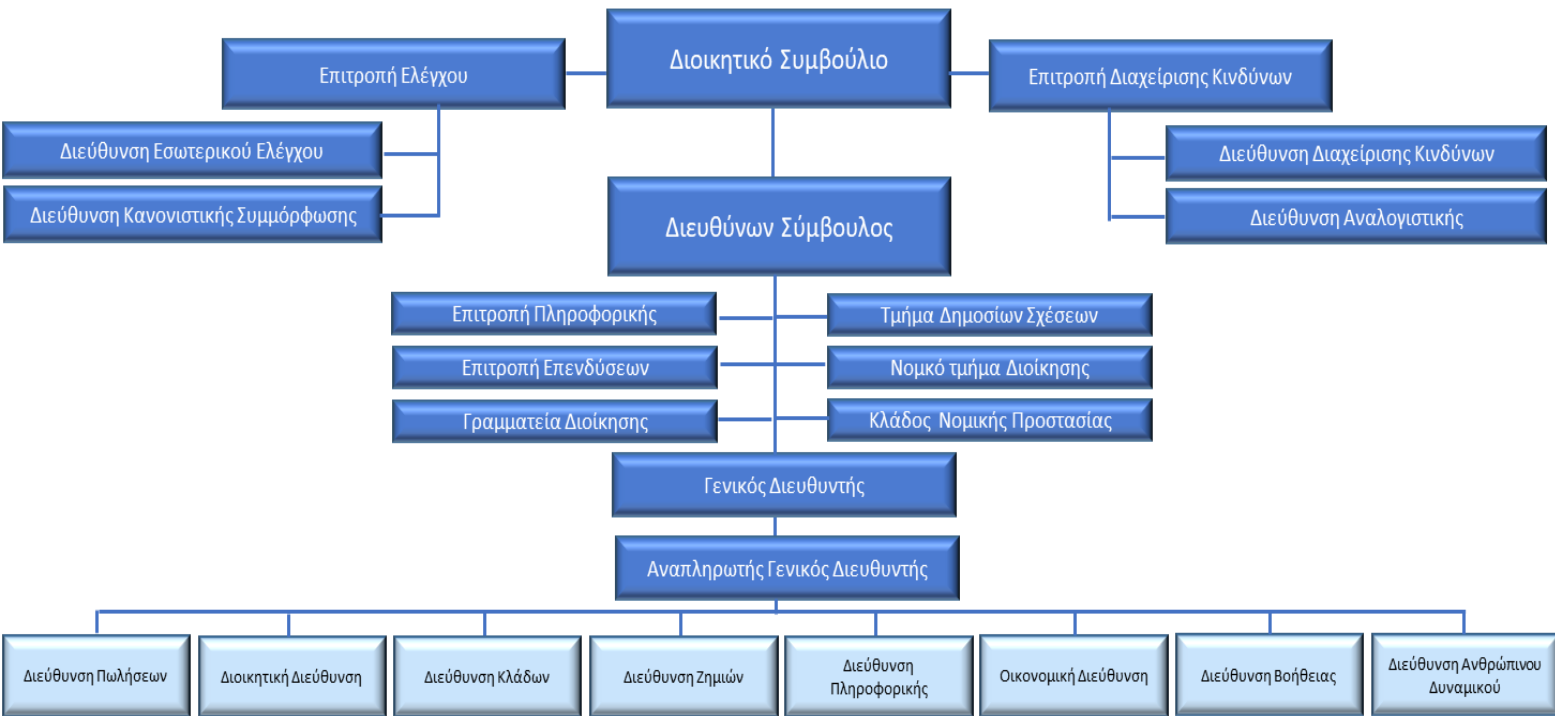 Διοικητικό Συμβούλιο
Επιτροπή Ελέγχου
Επιτροπή Διαχείρισης Κινδύνων
Διεύθυνση Εσωτερικού Ελέγχου
Διεύθυνση Διαχείρισης Κινδύνων
Διεύθυνση Κανονιστικής Συμμόρφωσης
Διεύθυνση Αναλογιστικής
Διευθύνων Σύμβουλος
Επιτροπή Πληροφορικής
Τμήμα Δημοσίων Σχέσεων
Επιτροπή Επενδύσεων
Νομκό τμήμα Διοίκησης
Γραμματεία Διοίκησης
Κλάδος Νομικής Προστασίας
Γενικός Διευθυντής
Αναπληρωτής Γενικός Διευθυντής
Διεύθυνση Πωλήσεων
Διοικητική Διεύθυνση
Διεύθυνση Κλάδων
Διεύθυνση Ζημιών
Διεύθυνση
Πληροφορικής
Οικονομική Διεύθυνση
Διεύθυνση Βοήθειας
Διεύθυνση Ανθρώπινου
Δυναμικού